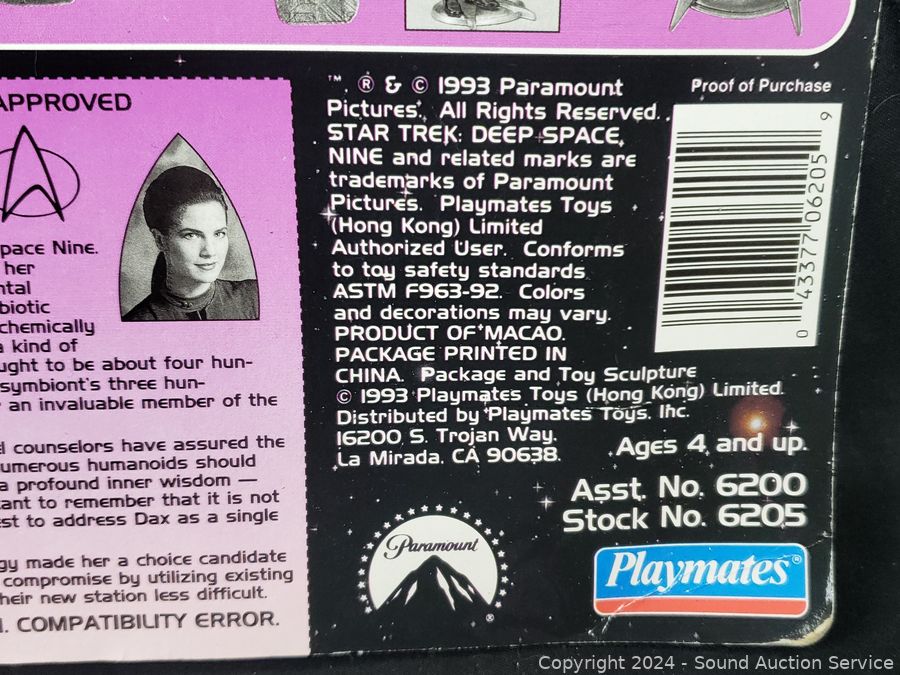 APPROVED
pace Nine.
her
ntal
biotic
chemically
a kind of
ught to be about four hun-
symbiont's three hun-
an invaluable member of the
el counselors have assured the
umerous humanoids should
a profound inner wisdom —
tant to remember that it is not
est to address Dax as a single
gy made her a choice candidate
compromise by utilizing existing
heir new station less difficult.
COMPATIBILITY ERROR.
™ ® & © 1993 Paramount
Pictures. All Rights Reserved.
STAR TREK: DEEP SPACE
NINE and related marks are
trademarks of Paramount
Pictures. Playmates Toys
(Hong Kong) Limited
Authorized User. Conforms
to toy safety standards
ASTM F963-92. Colors
and decorations may vary.
PRODUCT OF MACAO.
PACKAGE PRINTED IN
CHINA. Package and Toy Sculpture
© 1993 Playmates Toys (Hong Kong) Limited.
Distributed by Playmates Toys. Inc.
16200 S. Trojan Way.
La Mirada. CA 90638.
Proof of Purchase
0 43377 06205 9
Ages 4 and up.
Asst. No. 6200
Stock No. 6205
Paramount
®
Playmates®
Copyright 2024 - Sound Auction Service